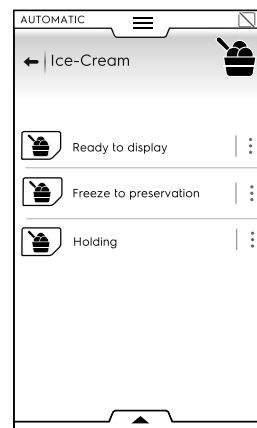 AUTOMATIC
Ice-Cream
Ready to display
Freeze to preservation
Holding